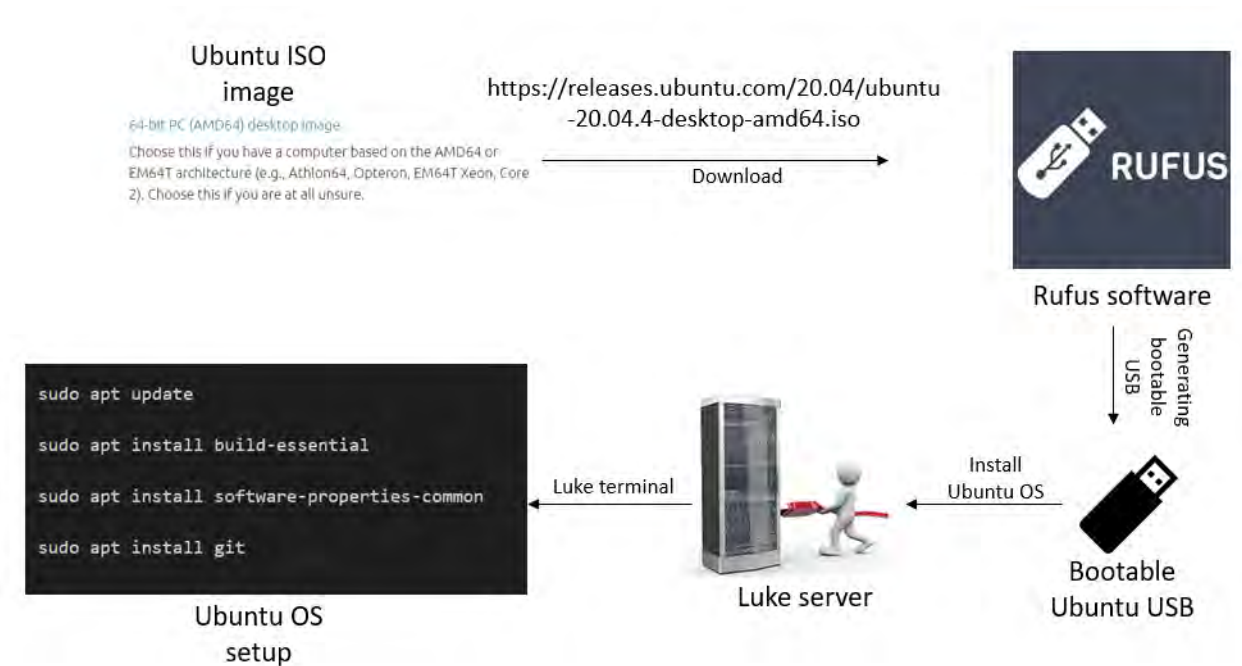 Ubuntu ISO
image
64-bit PC (AMD64) desktop image
Choose this if you have a computer based on the AMD64 or
EM64T architecture (e.g., Athlon64, Opteron, EM64T Xeon, Core
2). Choose this if you are at all unsure.
https://releases.ubuntu.com/20.04/ubuntu
-20.04.4-desktop-amd64.iso
Download
RUFUS
Rufus software
Generating
bootable
USB
Bootable
Ubuntu USB
Install
Ubuntu OS
Luke server
Luke terminal
sudo apt update
sudo apt install build-essential
sudo apt install software-properties-common
sudo apt install git
Ubuntu OS
setup